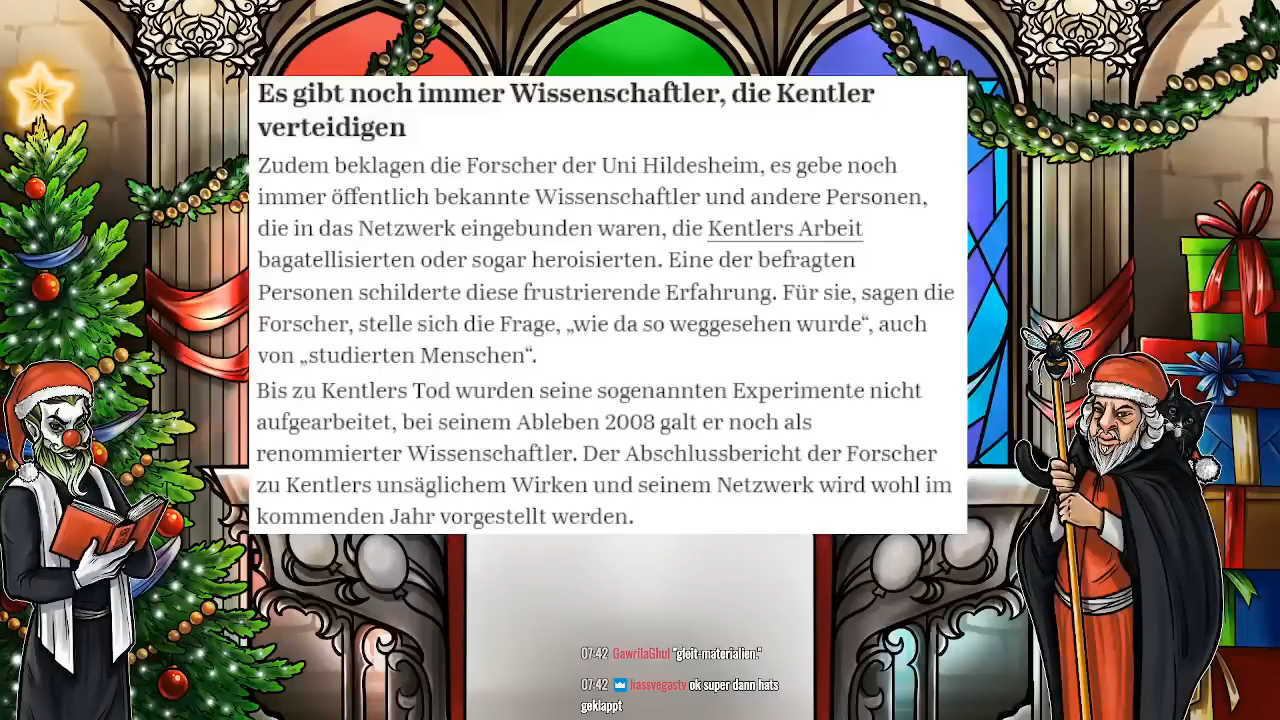 Es gibt noch immer Wissenschaftler, die Kentler
verteidigen
Zudem beklagen die Forscher der Uni Hildesheim, es gebe noch
immer öffentlich bekannte Wissenschaftler und andere Personen,
die in das Netzwerk eingebunden waren, die Kentlers Arbeit
bagatellisierten oder sogar heroisierten. Eine der befragten
Personen schilderte diese frustrierende Erfahrung. Für sie, sagen die
Forscher, stelle sich die Frage, „wie da so weggesehen wurde“, auch
von „studierten Menschen“.
Bis zu Kentlers Tod wurden seine sogenannten Experimente nicht
aufgearbeitet, bei seinem Ableben 2008 galt er noch als
renommierter Wissenschaftler. Der Abschlussbericht der Forscher
zu Kentlers unsäglichem Wirken und seinem Netzwerk wird wohl im
kommenden Jahr vorgestellt werden.
07:42 GawrilaGhul "gleit-materialien."
07:42 hassvegastv ok super dann hats
geklappt